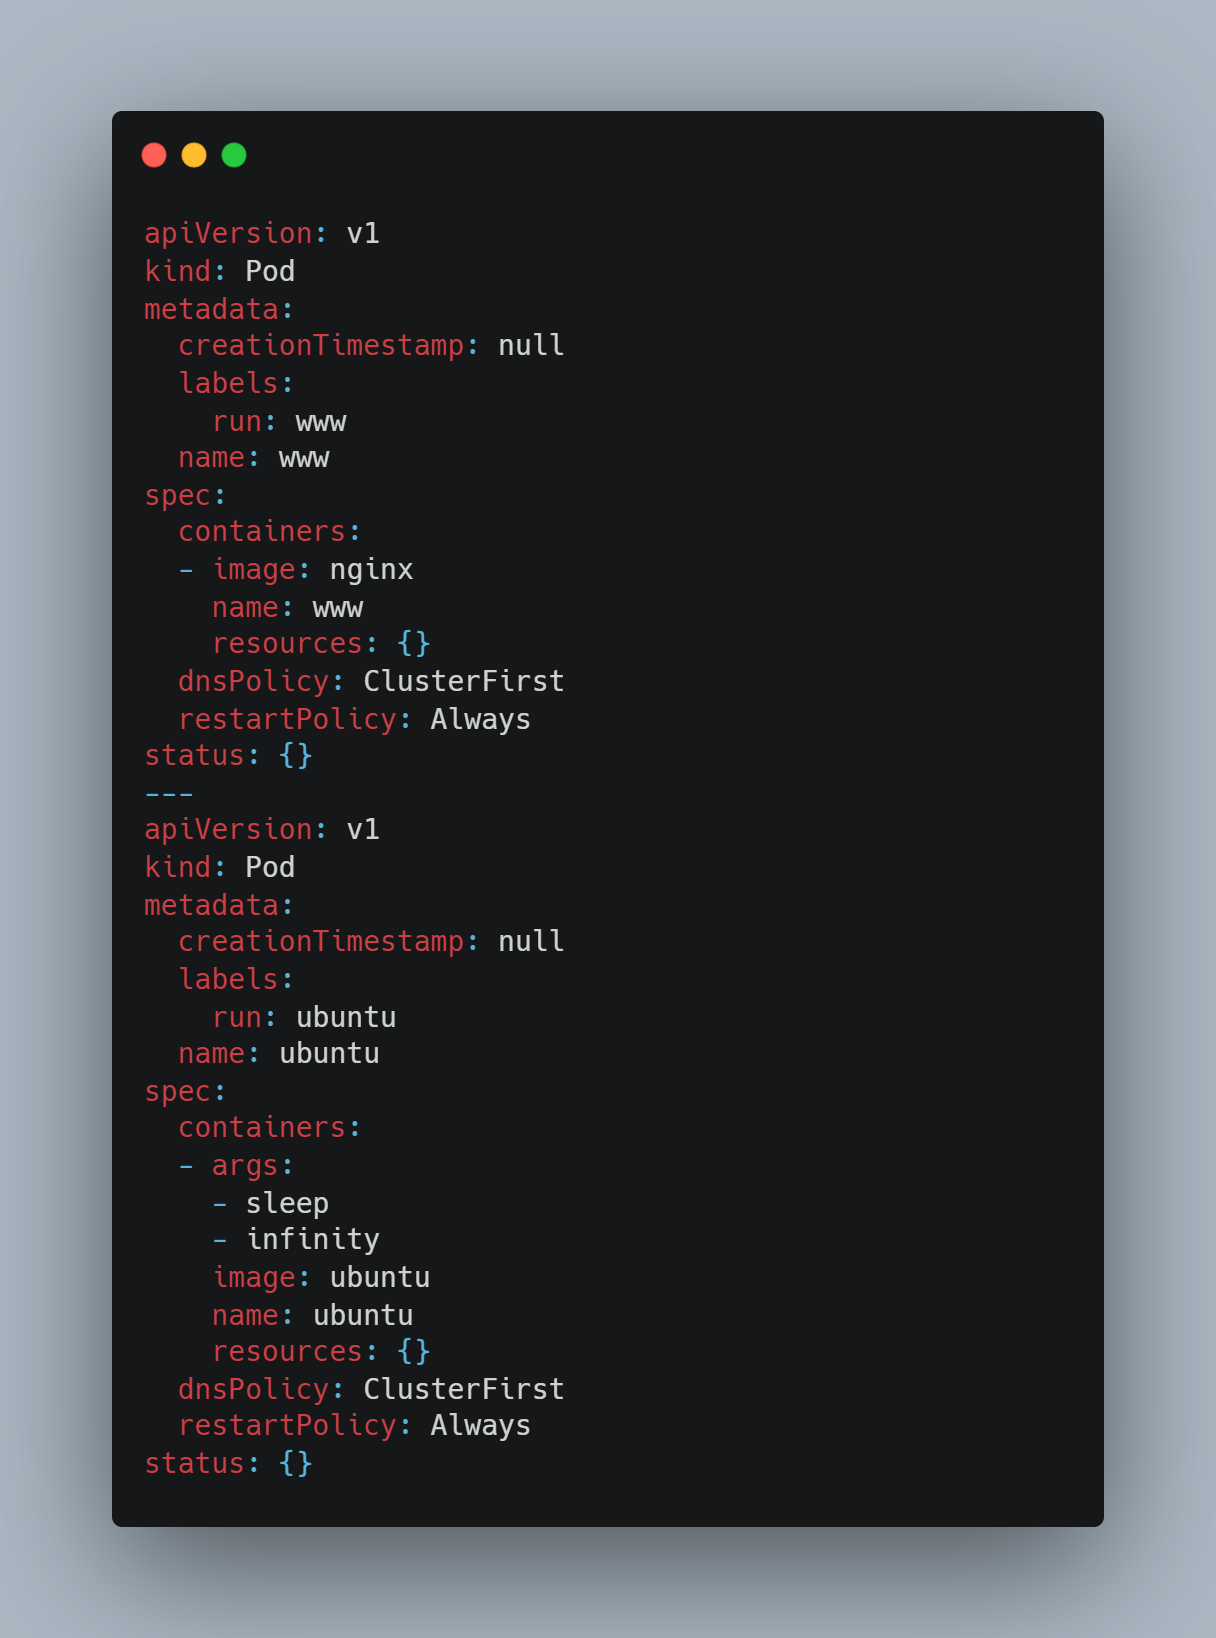 apiVersion: v1
kind: Pod
metadata:
  creationTimestamp: null
  labels:
    run: www
  name: www
spec:
  containers:
  - image: nginx
    name: www
    resources: {}
  dnsPolicy: ClusterFirst
  restartPolicy: Always
status: {}
---
apiVersion: v1
kind: Pod
metadata:
  creationTimestamp: null
  labels:
    run: ubuntu
  name: ubuntu
spec:
  containers:
  - args:
    - sleep
    - infinity
    image: ubuntu
    name: ubuntu
    resources: {}
  dnsPolicy: ClusterFirst
  restartPolicy: Always
status: {}